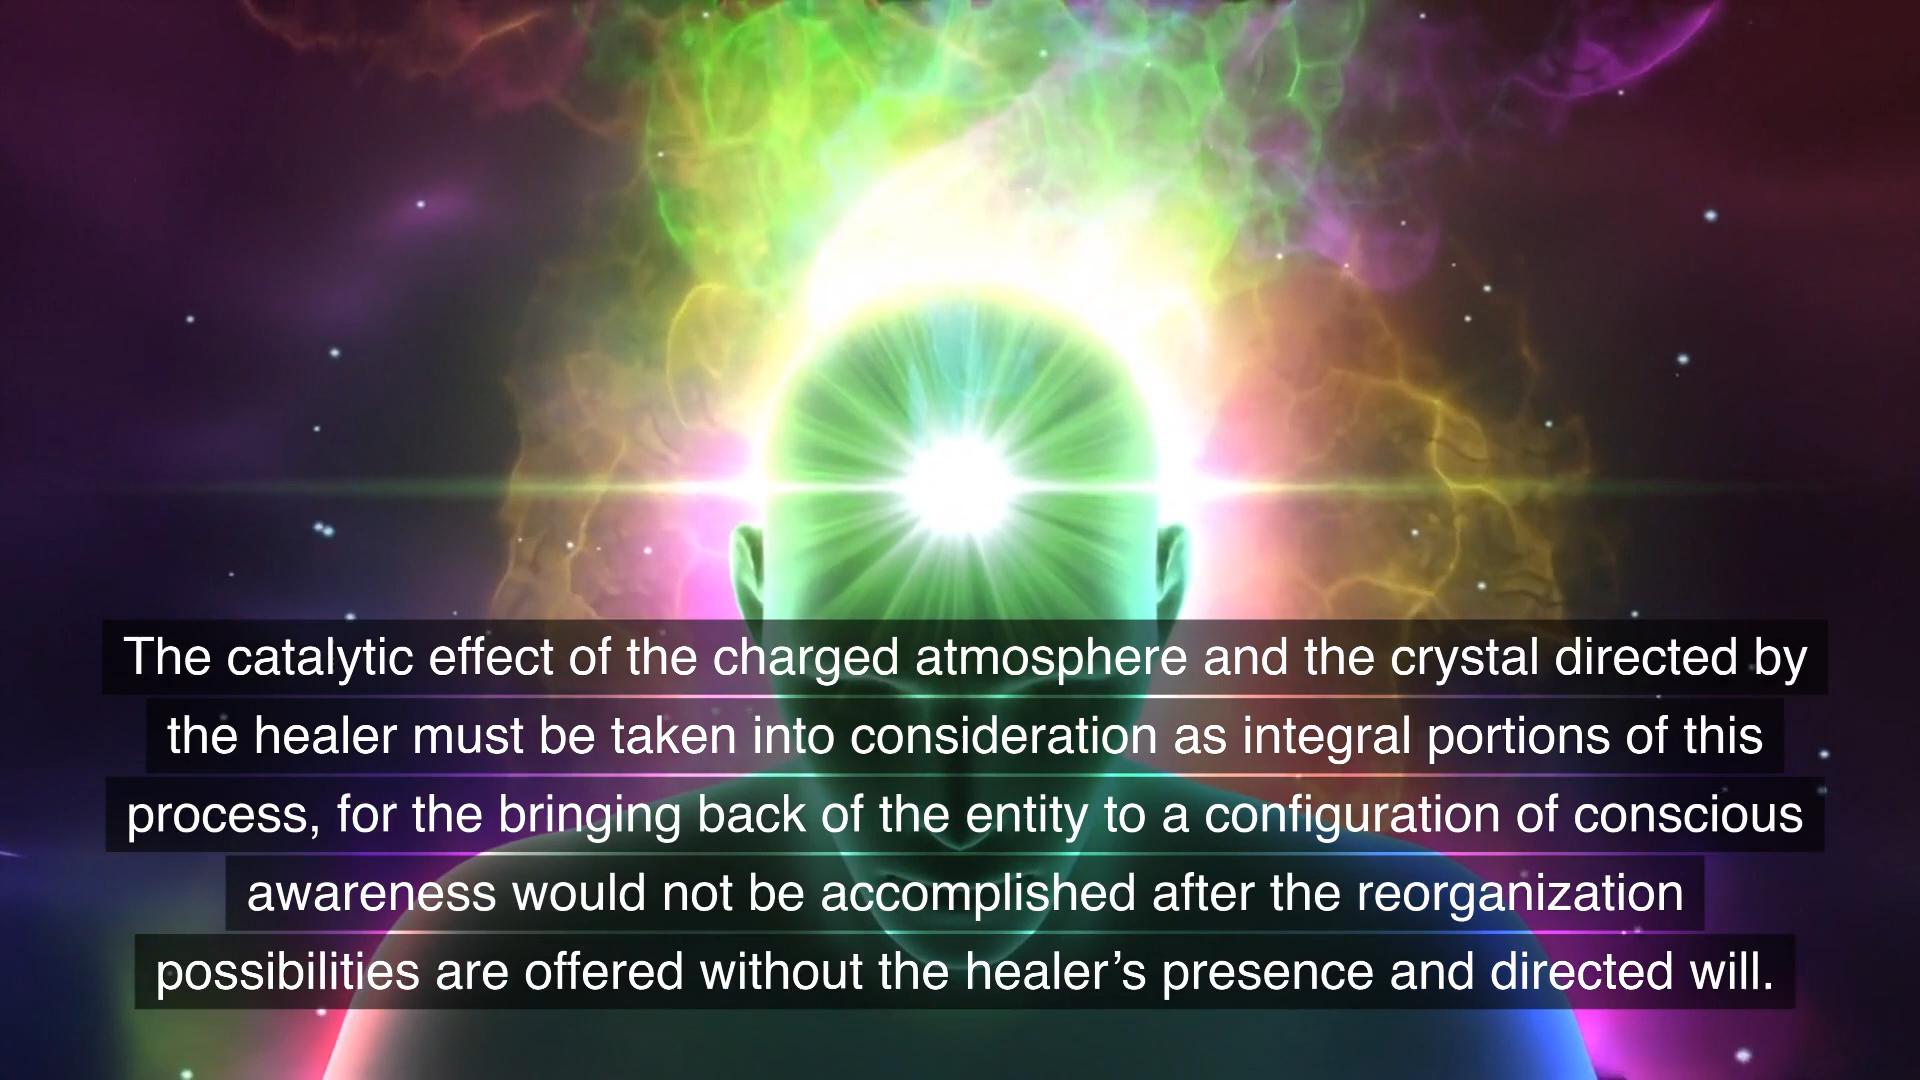 The catalytic effect of the charged atmosphere and the crystal directed by
the healer must be taken into consideration as integral portions of this
process, for the bringing back of the entity to a configuration of conscious
awareness would not be accomplished after the reorganization
possibilities are offered without the healer’s presence and directed will.